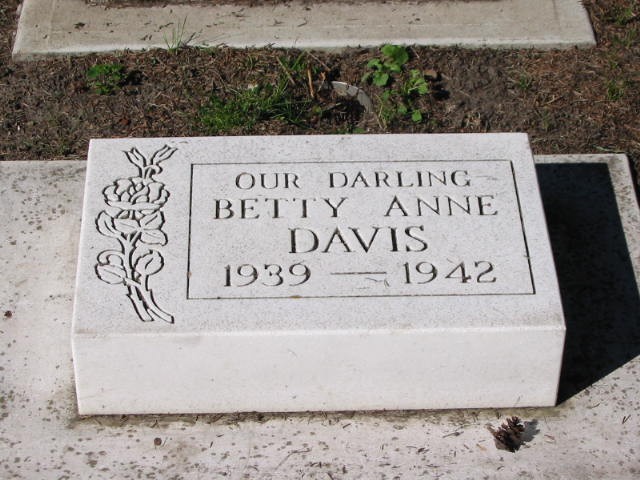 OUR DARLING
BETTY ANNE
DAVIS
1939 — 1942